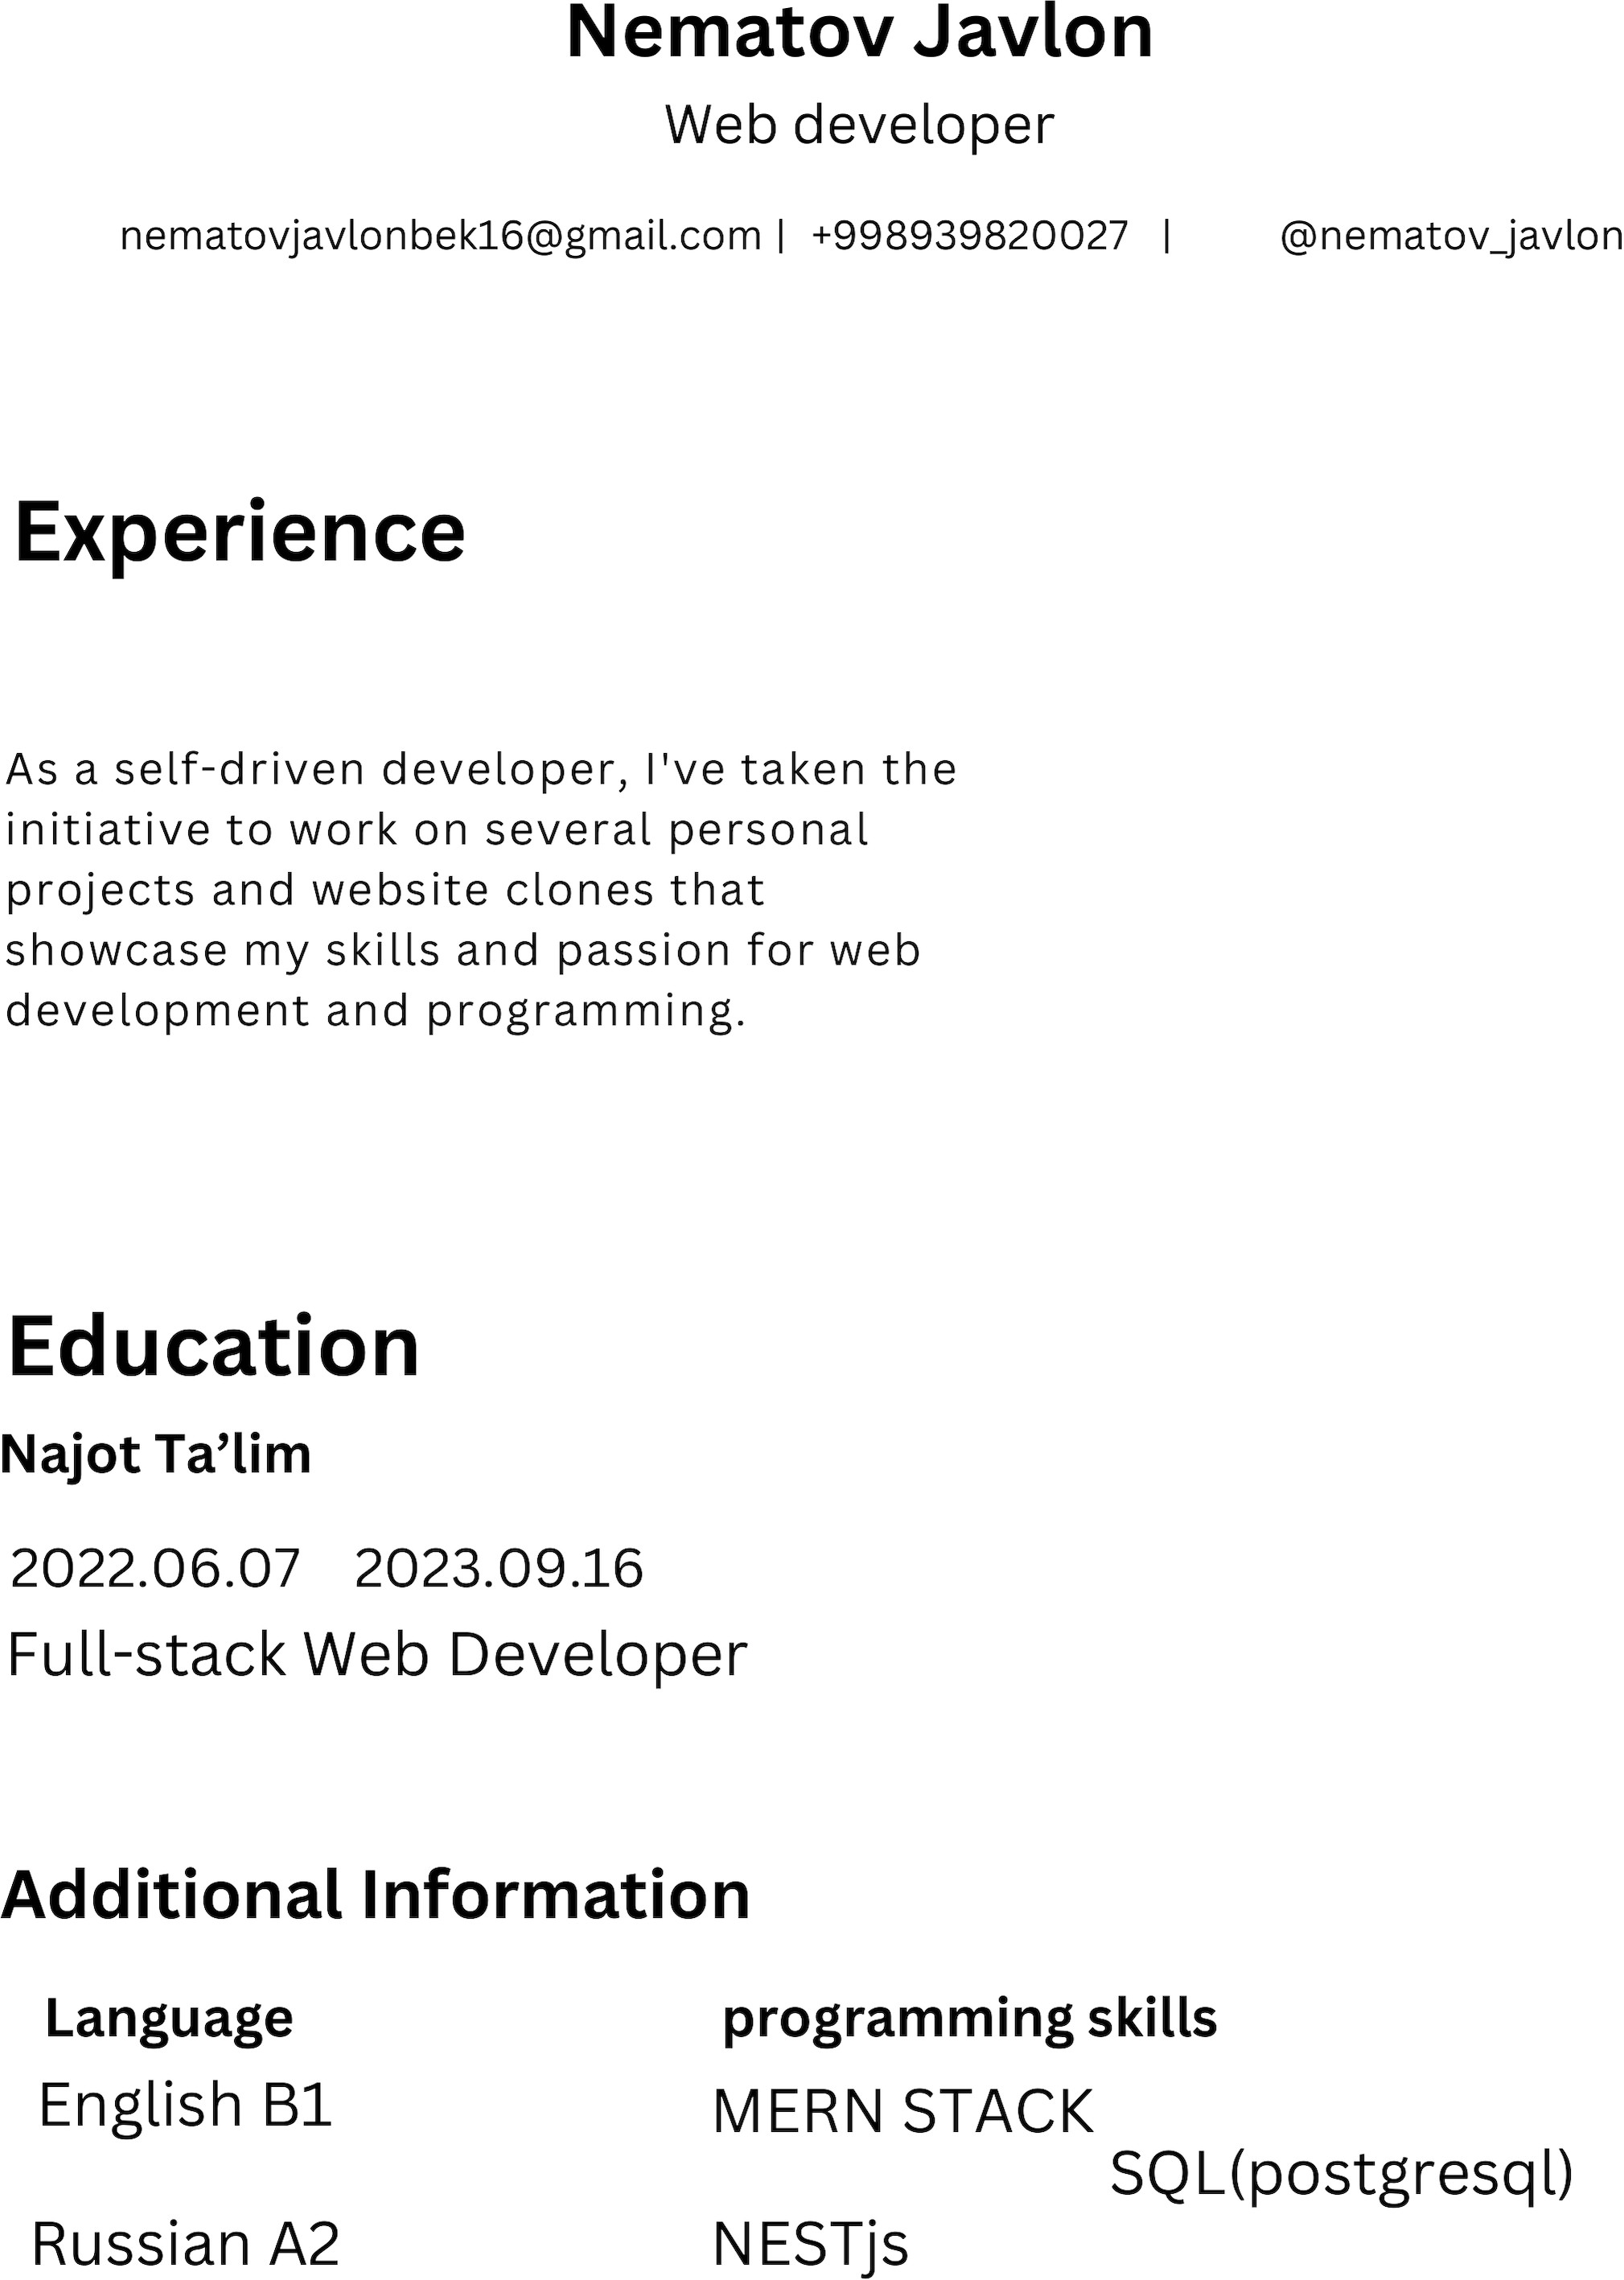 Nematov Javlon
Web developer
nematovjavlonbek16@gmail.com | +998939820027 | @nematov_javlon
Experience
As a self-driven developer, I've taken the
initiative to work on several personal
projects and website clones that
showcase my skills and passion for web
development and programming.
Education
Najot Ta’lim
2022.06.07 2023.09.16
Full-stack Web Developer
Additional Information
Language programming skills
English B1 MERN STACK
SQL(postgresql)
Russian A2 NESTjs